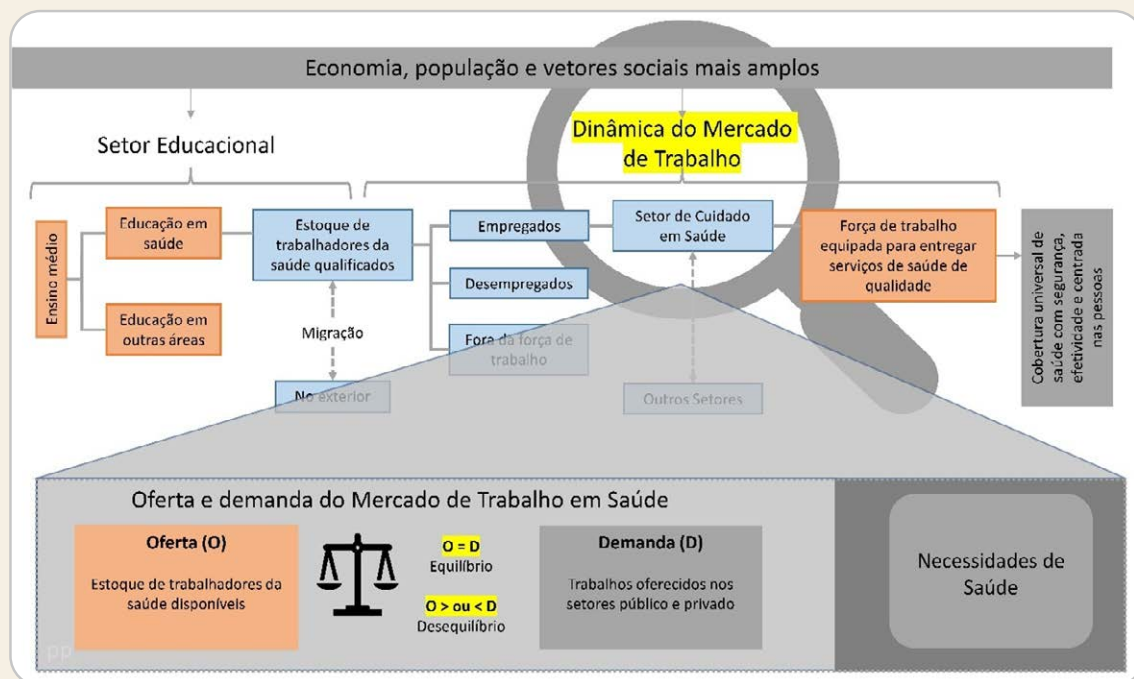 Economia, população e vetores sociais mais amplos
Setor Educacional
Dinâmica do Mercado
de Trabalho
Ensino médio
Educação em
saúde
Educação em
outras áreas
Estoque de
trabalhadores da
saúde qualificados
Migração
No exterior
Empregados
Desempregados
Fora da força de
trabalho
Setor de Cuidado
em Saúde
Outros Setores
Força de trabalho
equipada para entregar
serviços de saúde de
qualidade
Cobertura universal de
saúde com segurança,
efetividade e centrada
nas pessoas
Oferta e demanda do Mercado de Trabalho em Saúde
Oferta (O)
Estoque de trabalhadores da
saúde disponíveis
O = D
Equilíbrio
O > ou < D
Desequilíbrio
Demanda (D)
Trabalhos oferecidos nos
setores público e privado
Necessidades de
Saúde
pp